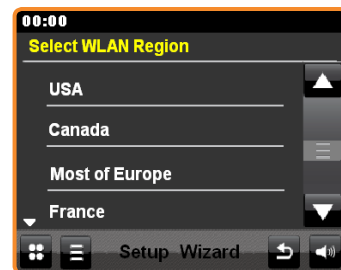 00:00
Select WLAN Region
USA
Canada
Most of Europe
France
Setup Wizard